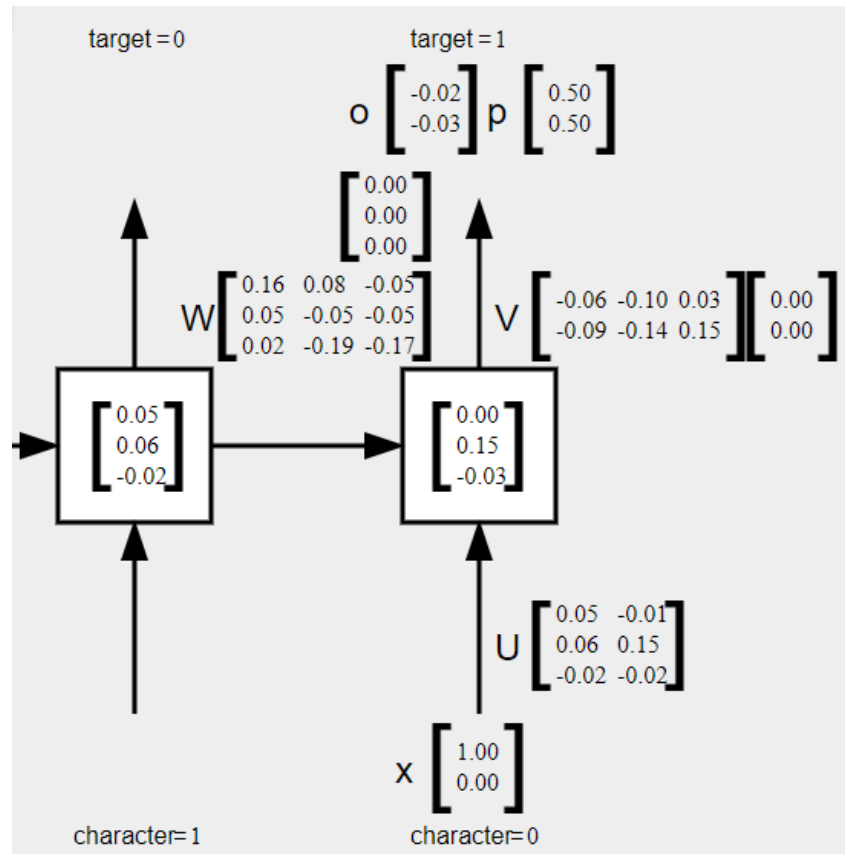 target = 0 target = 1
o -0.02 p 0.50
-0.03 0.50
0.00
0.00
0.00
W 0.16 0.08 -0.05 V -0.06 -0.10 0.03 0.00
0.05 -0.05 -0.05 -0.09 -0.14 0.15 0.00
0.02 -0.19 -0.17
0.05 0.00
0.06 0.15
-0.02 -0.03
U 0.05 -0.01
0.06 0.15
-0.02 -0.02
x 1.00
0.00
character= 1 character= 0